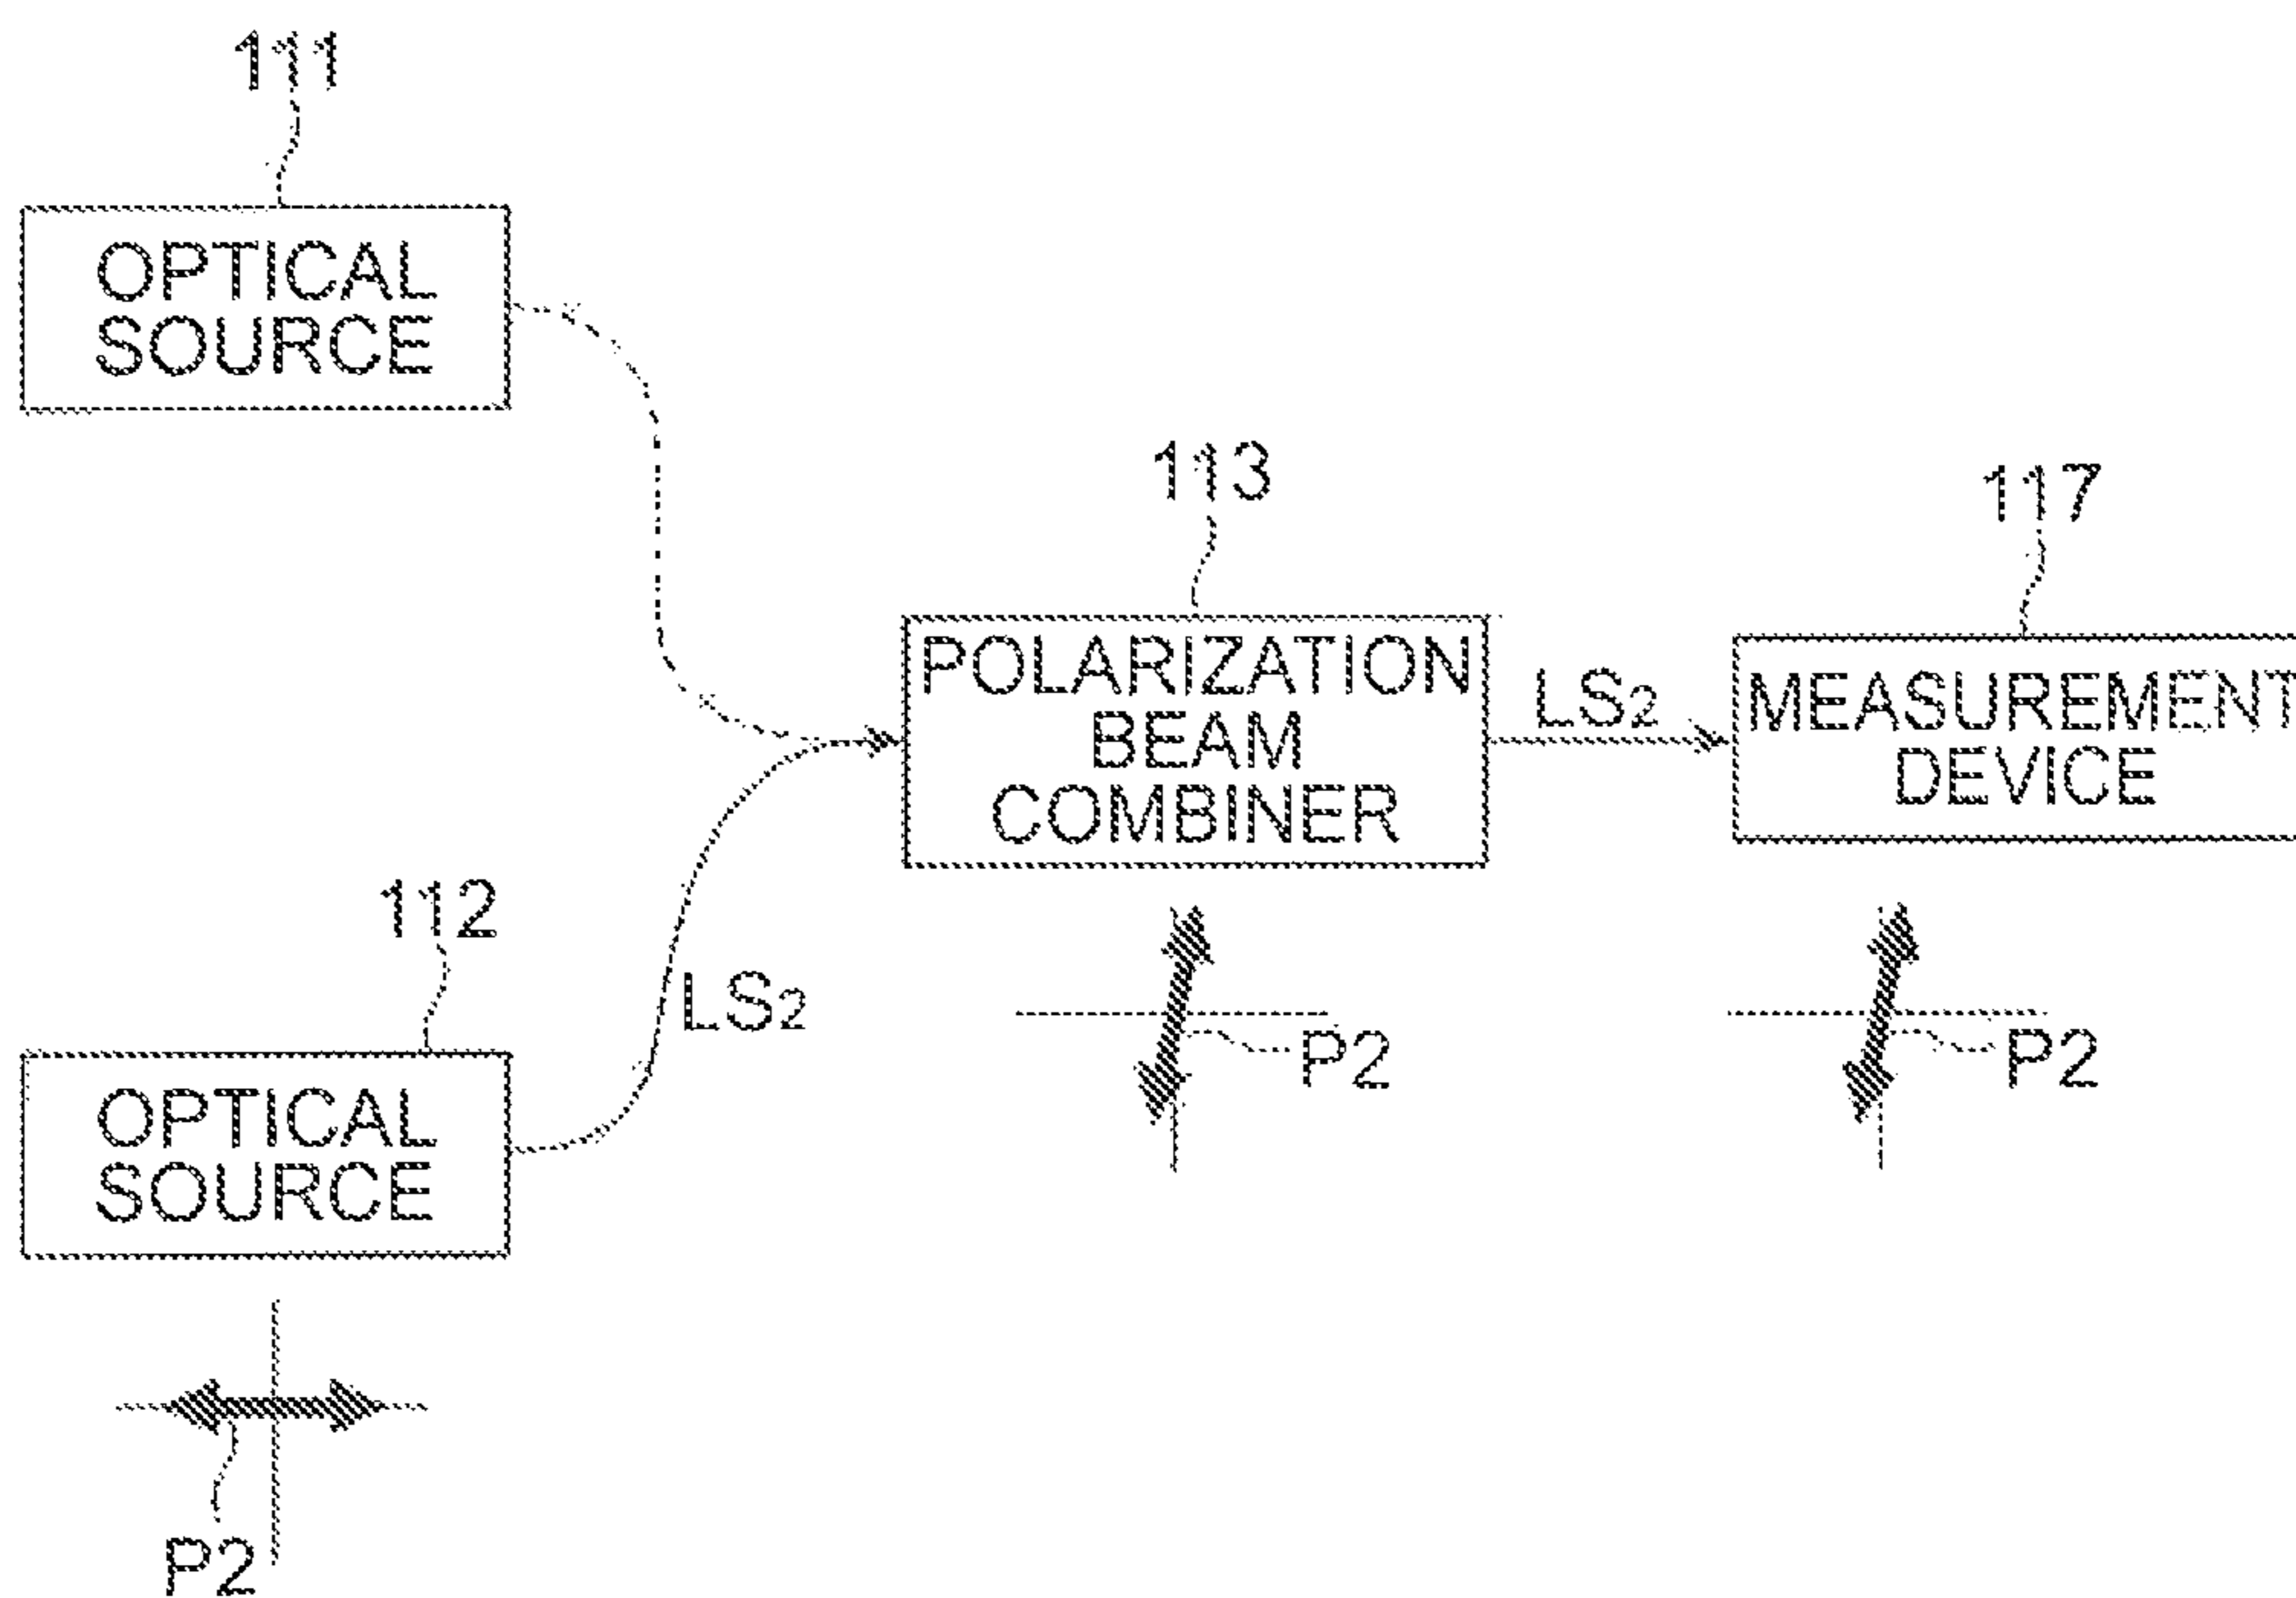 111
OPTICAL
SOURCE
113
117
POLARIZATION
BEAM
COMBINER
LS2
MEASUREMENT
DEVICE
112
LS2
P2
P2
OPTICAL
SOURCE
P2